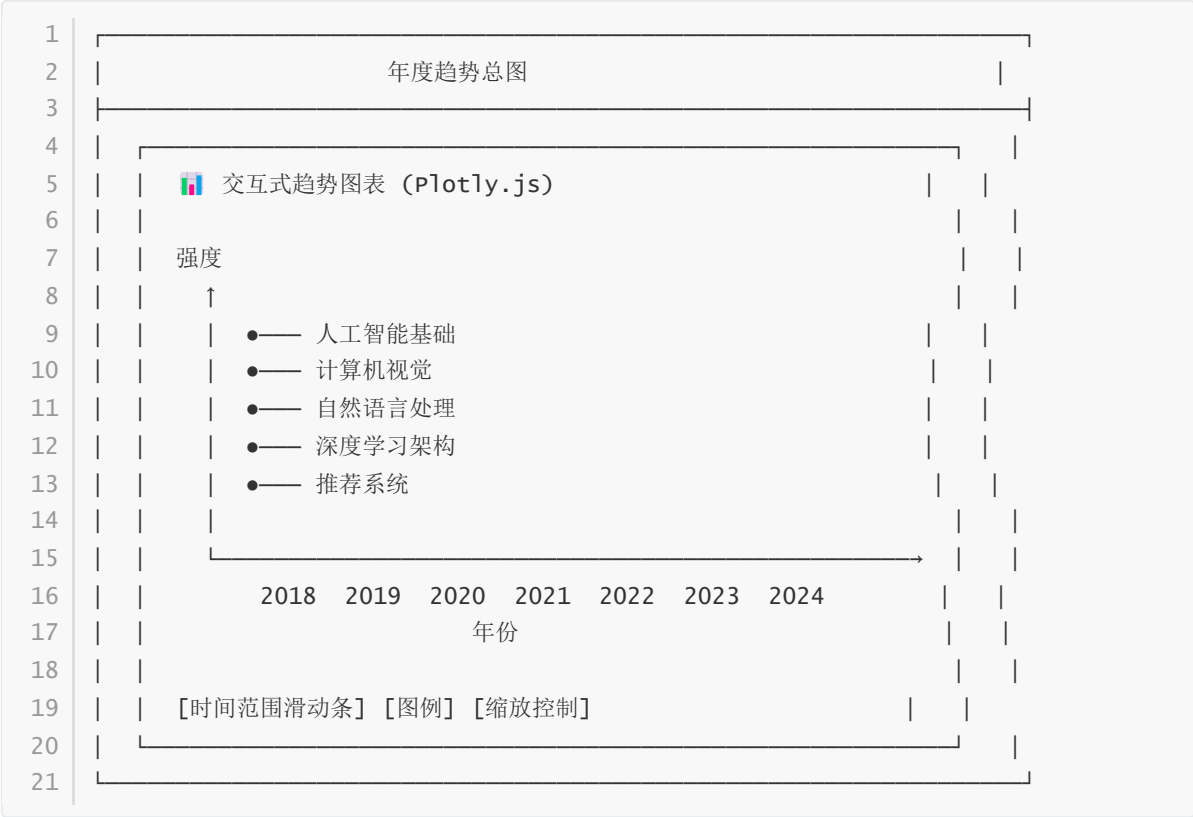 1 ┌─────────────────────────────────────────────────────────────────┐
2 │                    年度趋势总图                                 │
3 ├─────────────────────────────────────────────────────────────────┤
4 │  ┌─────────────────────────────────────────────────────────┐   │
5 │  │  📊 交互式趋势图表 (Plotly.js)                          │   │
6 │  │                                                         │   │
7 │  │  强度                                                   │   │
8 │  │    ↑                                                    │   │
9 │  │    │  ●─── 人工智能基础                                 │   │
10 │  │    │  ●─── 计算机视觉                                   │   │
11 │  │    │  ●─── 自然语言处理                                 │   │
12 │  │    │  ●─── 深度学习架构                                 │   │
13 │  │    │  ●─── 推荐系统                                     │   │
14 │  │    │                                                    │   │
15 │  │    └─────────────────────────────────────────────────→  │   │
16 │  │        2018  2019  2020  2021  2022  2023  2024         │   │
17 │  │                       年份                              │   │
18 │  │                                                         │   │
19 │  │  [时间范围滑动条] [图例] [缩放控制]                     │   │
20 │  └─────────────────────────────────────────────────────────┘   │
21 └─────────────────────────────────────────────────────────────────┘